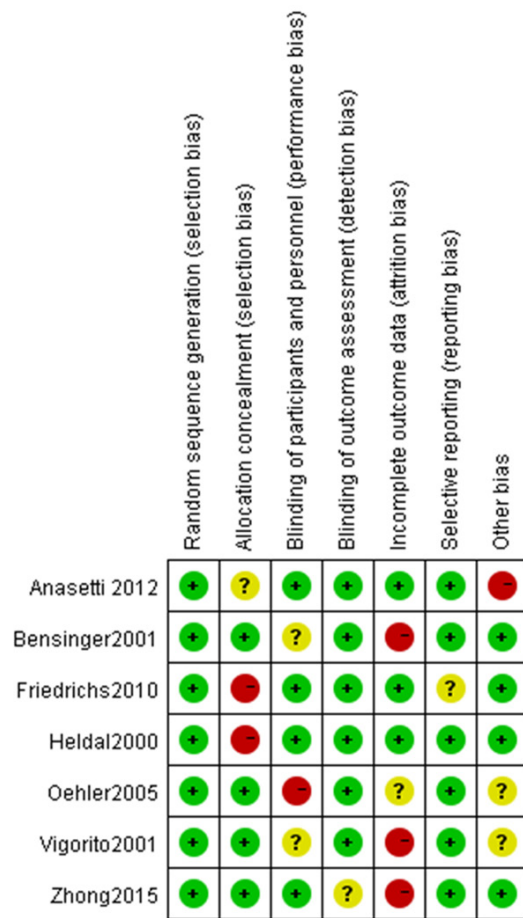 Random sequence generation (selection bias)
Allocation concealment (selection bias)
Blinding of participants and personnel (performance bias)
Blinding of outcome assessment (detection bias)
Incomplete outcome data (attrition bias)
Selective reporting (reporting bias)
Other bias
Anasetti 2012 + ? + + + + -
Bensinger2001 + + ? + - + +
Friedrichs2010 + - + + + ? +
Heldal2000 + - + + + + +
Oehler2005 + + - + ? + ?
Vigorito2001 + + ? + - + ?
Zhong2015 + + + ? - + +